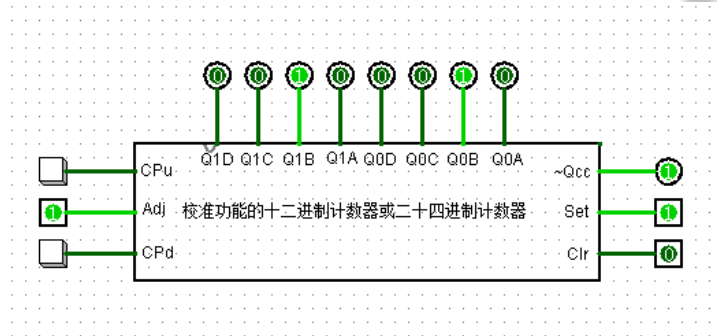 0 0 1 0 0 0 1 0
Q1D Q1C Q1B Q1A Q0D Q0C Q0B Q0A
CPu ~Qcc 1
1 Adj 校准功能的十二进制计数器或二十四进制计数器 Set 1
CPd Clr 0